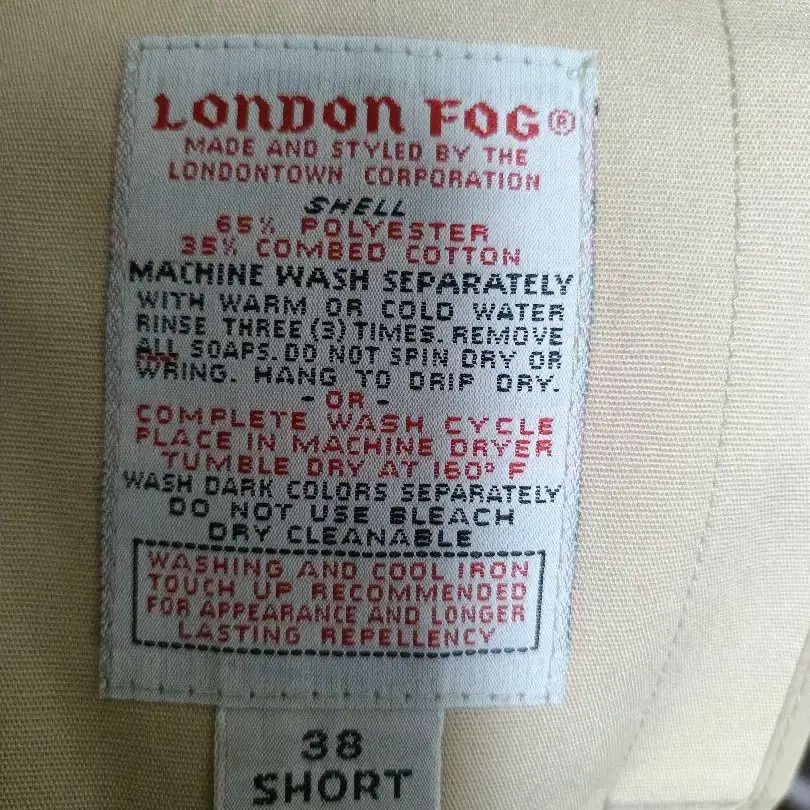 LONDON FOG®
MADE AND STYLED BY THE
LONDONTOWN CORPORATION
SHELL
65% POLYESTER
35% COMBED COTTON
MACHINE WASH SEPARATELY
WITH WARM OR COLD WATER
RINSE THREE (3) TIMES. REMOVE
ALL SOAPS. DO NOT SPIN DRY OR
WRING. HANG TO DRIP DRY.
- OR -
COMPLETE WASH CYCLE
PLACE IN MACHINE DRYER
TUMBLE DRY AT 160° F
WASH DARK COLORS SEPARATELY
DO NOT USE BLEACH
DRY CLEANABLE
WASHING AND COOL IRON
TOUCH UP RECOMMENDED
FOR APPEARANCE AND LONGER
LASTING REPELLENCY
38
SHORT